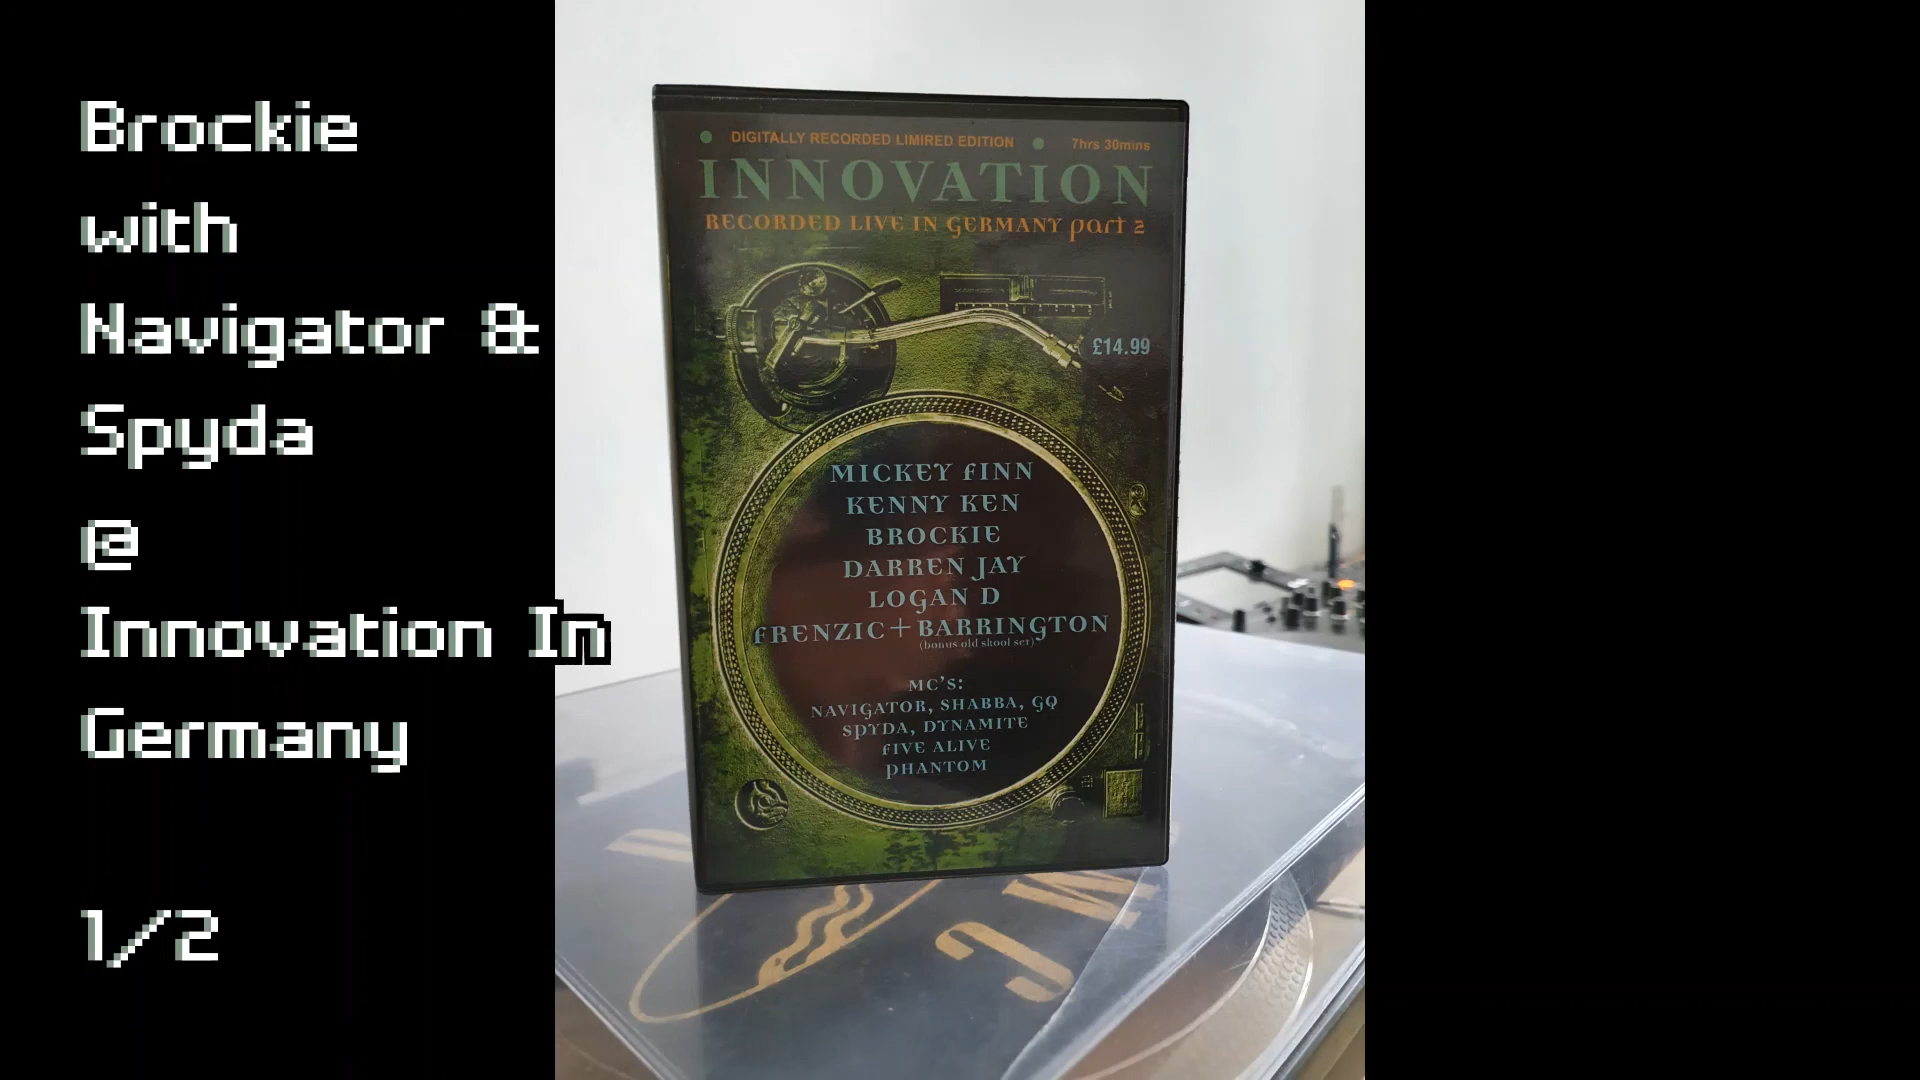 Brockie
with
Navigator &
Spyda
@
Innovation In
Germany
1/2
DIGITALLY RECORDED LIMIRED EDITION
7hrs 30mins
INNOVATION
RECORDED LIVE IN GERMANY part 2
£14.99
MICKEY FINN
KENNY KEN
BROCKIE
DARREN JAY
LOGAN D
FRENZIC+BARRINGTON
(bonus old skool set)
MC'S:
NAVIGATOR, SHABBA, GQ
SPYDA, DYNAMITE
FIVE ALIVE
PHANTOM